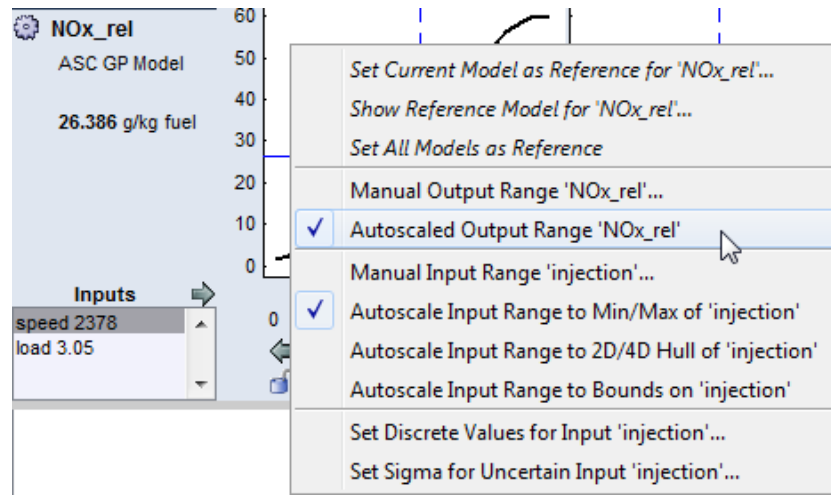 NOx_rel
ASC GP Model
26.386 g/kg fuel
60
50
40
30
20
10
0
Inputs
speed 2378
load 3.05
0
Set Current Model as Reference for 'NOx_rel'...
Show Reference Model for 'NOx_rel'...
Set All Models as Reference
Manual Output Range 'NOx_rel'...
Autoscaled Output Range 'NOx_rel'
Manual Input Range 'injection'...
Autoscale Input Range to Min/Max of 'injection'
Autoscale Input Range to 2D/4D Hull of 'injection'
Autoscale Input Range to Bounds on 'injection'
Set Discrete Values for Input 'injection'...
Set Sigma for Uncertain Input 'injection'...